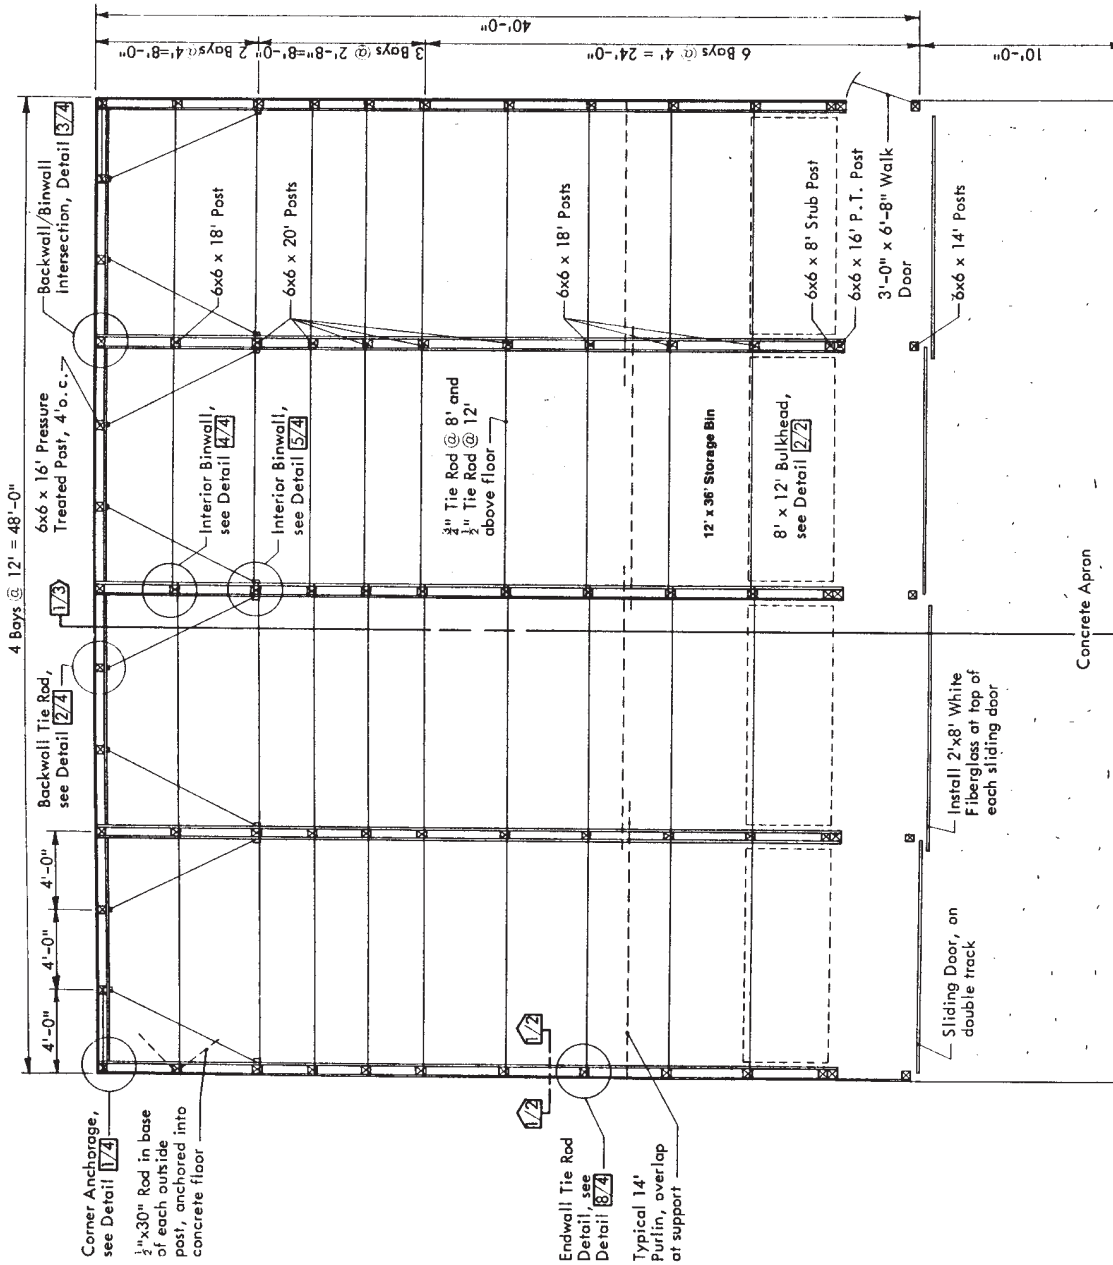 4 Bays @ 12' = 48'-0"
4'-0"
4'-0"
4'-0"
Corner Anchorage,
see Detail 1/4
½"x30" Rod in base
of each outside
post, anchored into
concrete floor
Backwall Tie Rod,
see Detail 2/4
1/3
6x6 x 16' Pressure
Treated Post, 4'o.c.
Backwall/Binwall
Intersection, Detail 3/4
Interior Binwall,
see Detail 4/4
Interior Binwall,
see Detail 5/4
6x6 x 18' Post
6x6 x 20' Posts
2 Bays@4'=8'-0"
3 Bays @ 2'-8"=8'-0"
6 Bays @ 4' = 24'-0"
40'-0"
10'-0"
¾" Tie Rod @ 8' and
½" Tie Rod @ 12'
above floor
1/2
1/2
Endwall Tie Rod
Detail, see
Detail 8/4
Typical 14'
Purlin, overlap
at support
12' x 36' Storage Bin
8' x 12' Bulkhead,
see Detail 2/2
6x6 x 18' Posts
6x6 x 8' Stub Post
6x6 x 16' P.T. Post
3'-0" x 6'-8" Walk
Door
6x6 x 14' Posts
Sliding Door, on
double track
Install 2'x8' White
Fiberglass at top of
each sliding door
Concrete Apron